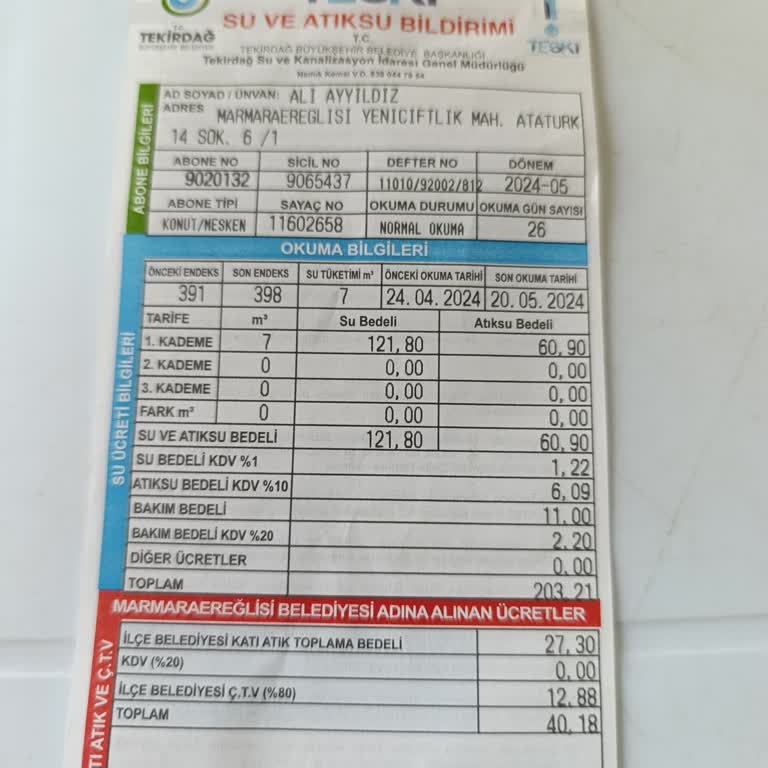 SU VE ATIKSU BİLDİRİMİ
T.C.
TEKİRDAĞ
TESKİ
T.C.
TEKİRDAĞ BÜYÜKŞEHİR BELEDİYE BAŞKANLIĞI
Tekirdağ Su ve Kanalizasyon İdaresi Genel Müdürlüğü
ABONE BİLGİLERİ
AD SOYAD / ÜNVAN: ALI AYYILDIZ
ADRES MARMARAEREGLISI YENICIFTLIK MAH. ATATURK
14 SOK. 6 /1
ABONE NO SİCİL NO DEFTER NO DÖNEM
9020132 9065437 11010/92002/812 2024-05
ABONE TİPİ SAYAÇ NO OKUMA DURUMU OKUMA GÜN SAYISI
KONUT/MESKEN 11602658 NORMAL OKUMA 26
OKUMA BİLGİLERİ
ÖNCEKİ ENDEKS SON ENDEKS SU TÜKETİMİ m³ ÖNCEKİ OKUMA TARİHİ SON OKUMA TARİHİ
391 398 7 24.04.2024 20.05.2024
SU ÜCRETİ BİLGİLERİ
TARİFE m³ Su Bedeli Atıksu Bedeli
1. KADEME 7 121,80 60,90
2. KADEME 0 0,00 0,00
3. KADEME 0 0,00 0,00
FARK m³ 0 0,00 0,00
SU VE ATIKSU BEDELİ 121,80 60,90
SU BEDELİ KDV %1 1,22
ATIKSU BEDELİ KDV %10 6,09
BAKIM BEDELİ 11,00
BAKIM BEDELİ KDV %20 2,20
DİĞER ÜCRETLER 0,00
TOPLAM 203,21
MARMARAEREĞLİSİ BELEDİYESİ ADINA ALINAN ÜCRETLER
TI ATIK VE Ç.T.V
İLÇE BELEDİYESİ KATI ATIK TOPLAMA BEDELİ 27,30
KDV (%20) 0,00
İLÇE BELEDİYESİ Ç.T.V (%80) 12,88
TOPLAM 40,18